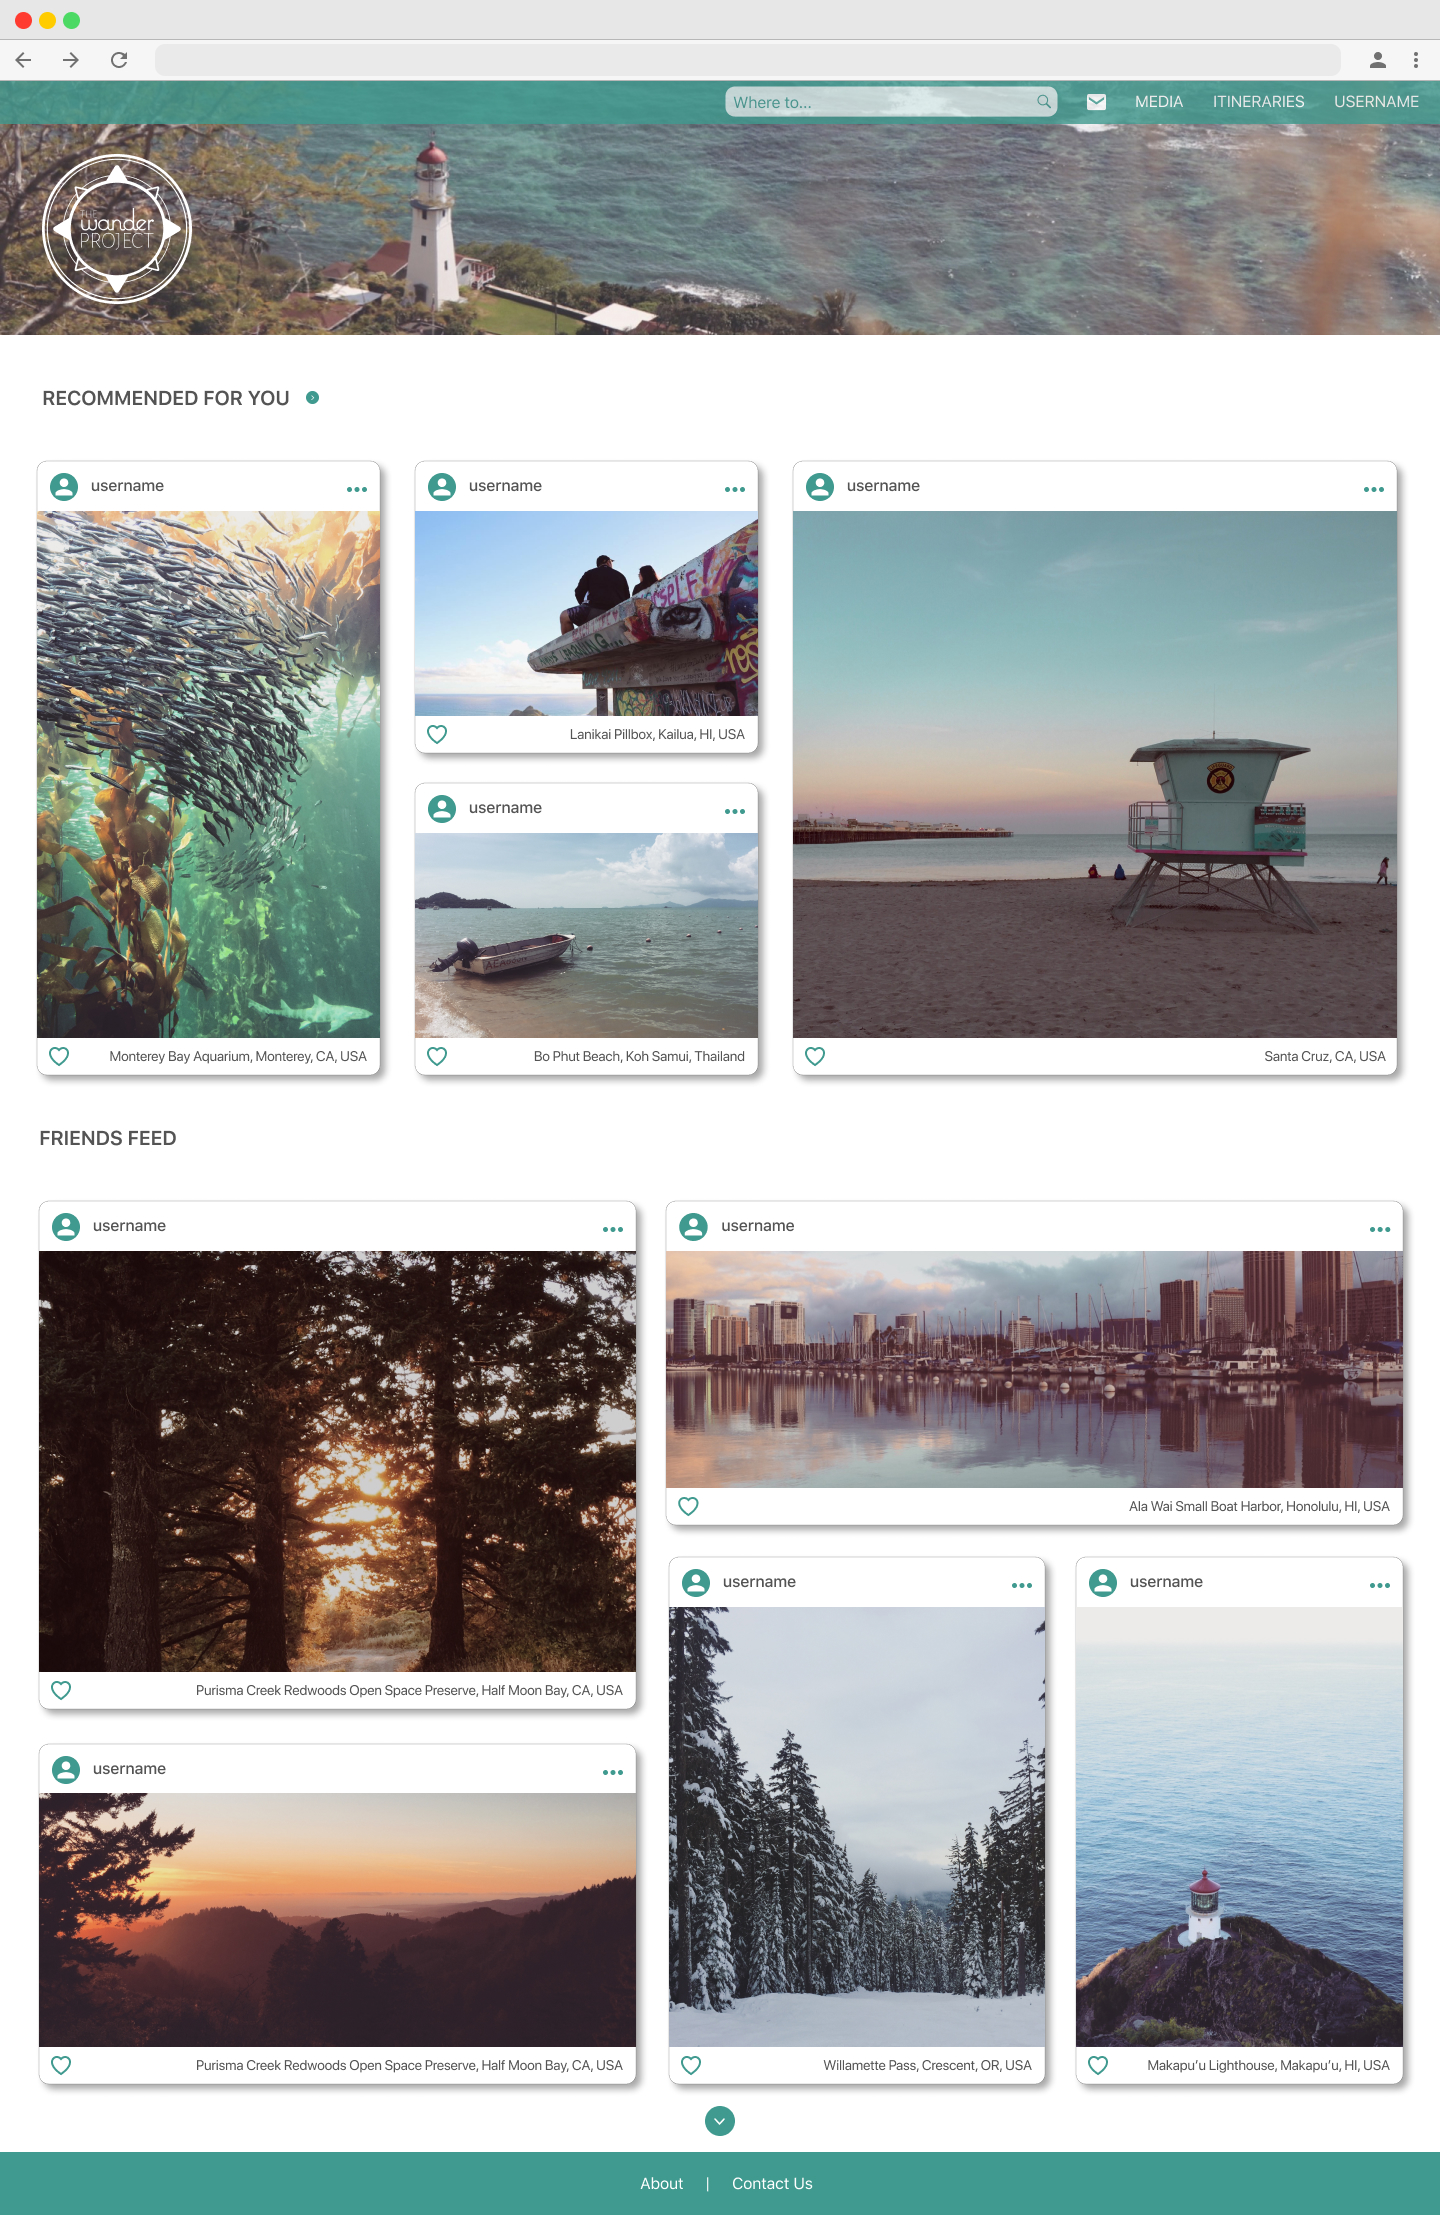 Where to...
MEDIA
ITINERARIES
USERNAME
THE
wander
PROJECT
RECOMMENDED FOR YOU
username
Monterey Bay Aquarium, Monterey, CA, USA
username
Lanikai Pillbox, Kailua, HI, USA
username
Bo Phut Beach, Koh Samui, Thailand
username
Santa Cruz, CA, USA
FRIENDS FEED
username
Purisma Creek Redwoods Open Space Preserve, Half Moon Bay, CA, USA
username
Ala Wai Small Boat Harbor, Honolulu, HI, USA
username
Purisma Creek Redwoods Open Space Preserve, Half Moon Bay, CA, USA
username
Willamette Pass, Crescent, OR, USA
username
Makapu‘u Lighthouse, Makapu‘u, HI, USA
About | Contact Us